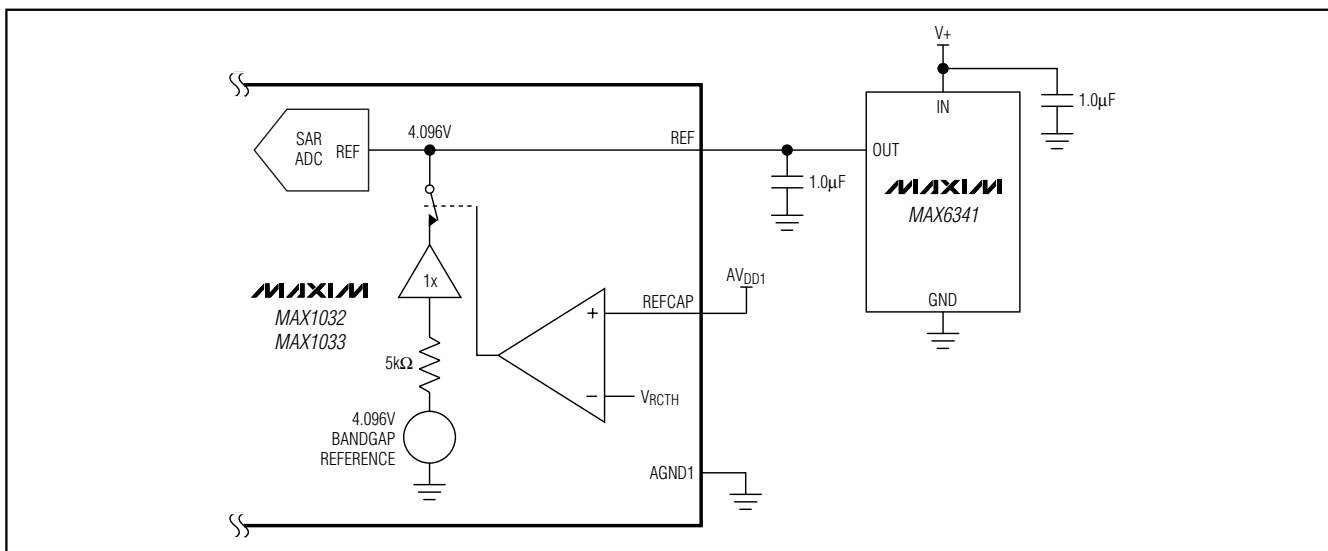 V+
1.0µF
IN
SAR
ADC
REF
4.096V
REF
OUT
1.0µF
MAXIM
MAX6341
1x
AVDD1
MAXIM
MAX1032
MAX1033
REFCAP
+
GND
5kΩ
−
VRCTH
4.096V
BANDGAP
REFERENCE
AGND1